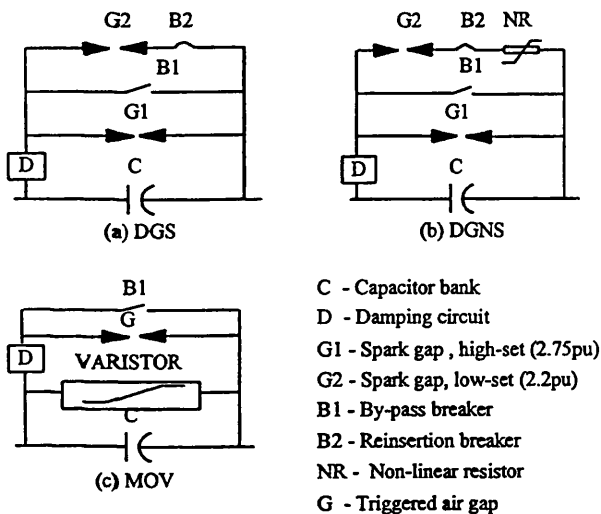 G2 B2
B1
G1
D
C
(a) DGS
G2 B2 NR
B1
G1
D
C
(b) DGNS
B1
G
D
VARISTOR
C
(c) MOV
C - Capacitor bank
D - Damping circuit
G1 - Spark gap , high-set (2.75pu)
G2 - Spark gap, low-set (2.2pu)
B1 - By-pass breaker
B2 - Reinsertion breaker
NR - Non-linear resistor
G - Triggered air gap